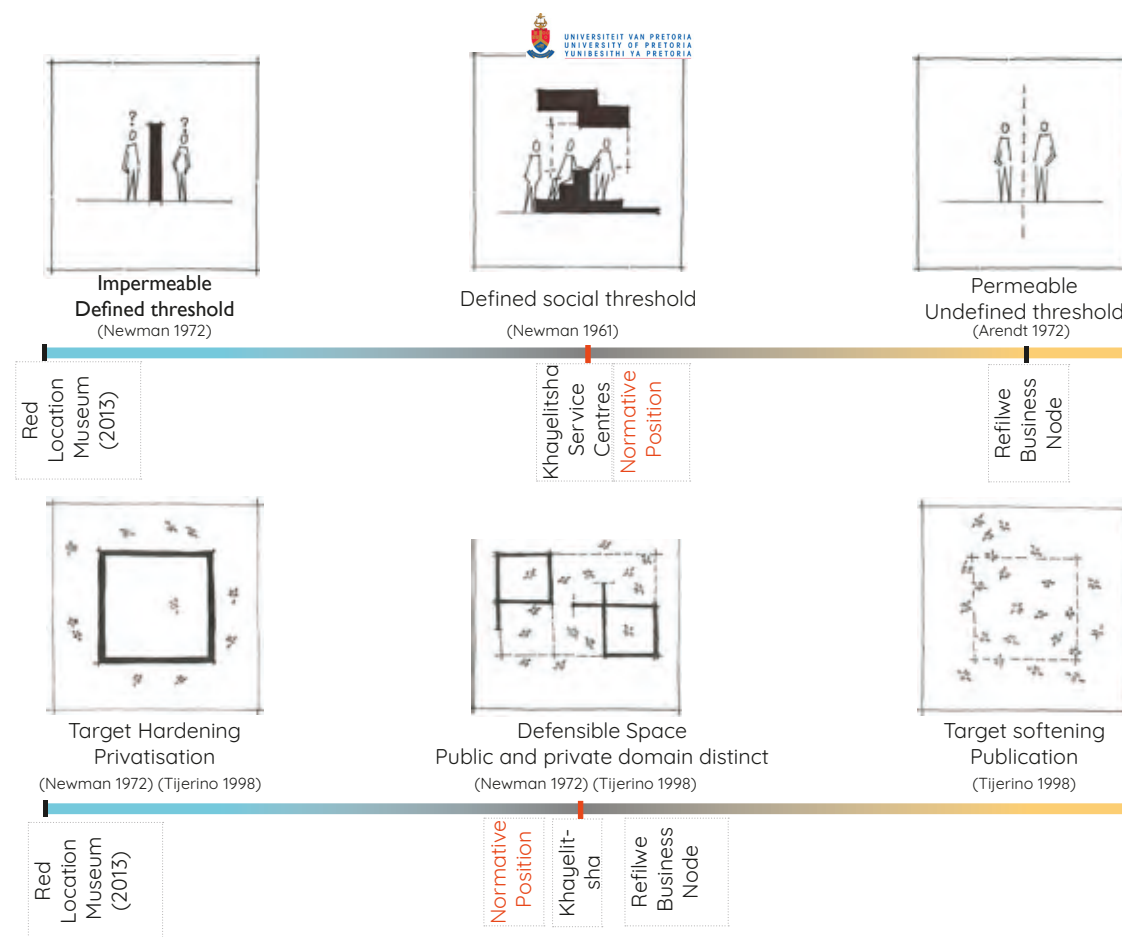 UNIVERSITEIT VAN PRETORIA
UNIVERSITY OF PRETORIA
YUNIBESITHI YA PRETORIA
? ?
Impermeable
Defined threshold
(Newman 1972)
Defined social threshold
(Newman 1961)
Permeable
Undefined threshold
(Arendt 1972)
Red
Location
Museum
(2013)
Khayelitsha
Service
Centres
Normative
Position
Refilwe
Business
Node
Target Hardening
Privatisation
(Newman 1972) (Tijerino 1998)
Defensible Space
Public and private domain distinct
(Newman 1972) (Tijerino 1998)
Target softening
Publication
(Tijerino 1998)
Red
Location
Museum
(2013)
Normative
Position
Khayelit-
sha
Refilwe
Business
Node